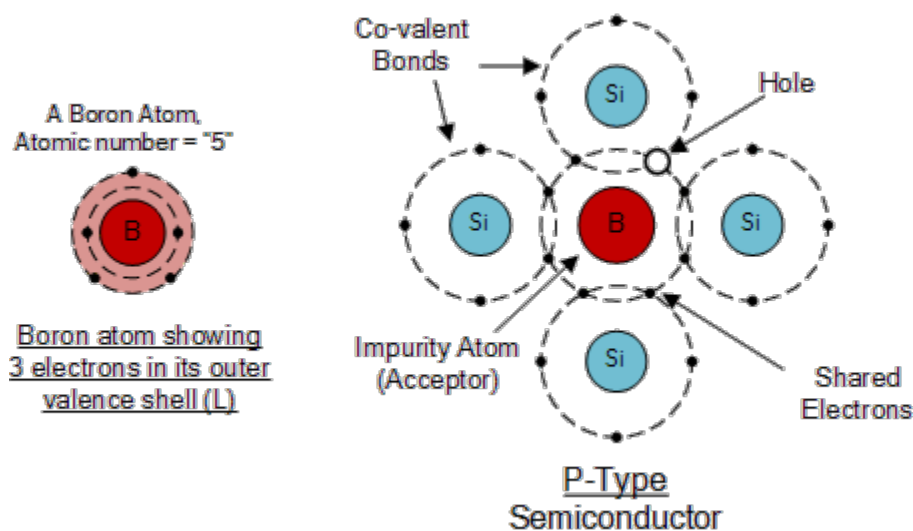 A Boron Atom,
Atomic number = "5"
B
Boron atom showing
3 electrons in its outer
valence shell (L)
Co-valent
Bonds
Si
Hole
Si
B
Si
Impurity Atom
(Acceptor)
Si
Shared
Electrons
P-Type
Semiconductor